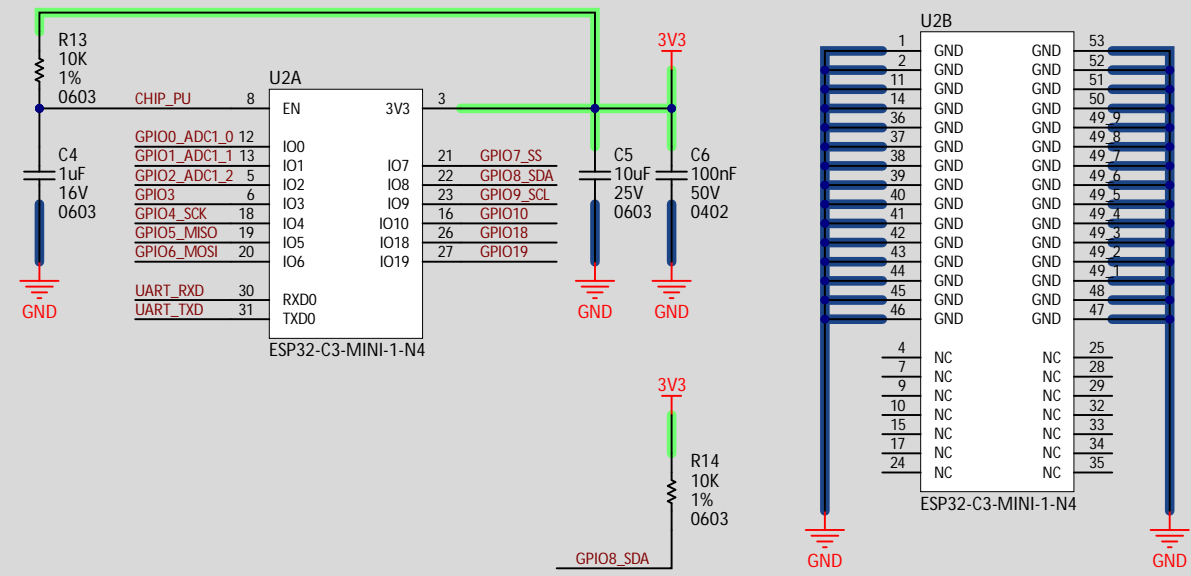 R13
10K
1%
0603
C4
1uF
16V
0603
U2A
CHIP_PU 8 EN 3V3 3
GPIO0_ADC1_0 12 IO0
GPIO1_ADC1_1 13 IO1 IO7 21 GPIO7_SS
GPIO2_ADC1_2 5 IO2 IO8 22 GPIO8_SDA
GPIO3 6 IO3 IO9 23 GPIO9_SCL
GPIO4_SCK 18 IO4 IO10 16 GPIO10
GPIO5_MISO 19 IO5 IO18 26 GPIO18
GPIO6_MOSI 20 IO6 IO19 27 GPIO19
UART_RXD 30 RXD0
UART_TXD 31 TXD0
ESP32-C3-MINI-1-N4
GND
3V3
C5
10uF
25V
0603
GND
C6
100nF
50V
0402
GND
3V3
R14
10K
1%
0603
GPIO8_SDA
U2B
1 GND GND 53
2 GND GND 52
11 GND GND 51
14 GND GND 50
36 GND GND 49_9
37 GND GND 49_8
38 GND GND 49_7
39 GND GND 49_6
40 GND GND 49_5
41 GND GND 49_4
42 GND GND 49_3
43 GND GND 49_2
44 GND GND 49_1
45 GND GND 48
46 GND GND 47
4 NC NC 25
7 NC NC 28
9 NC NC 29
10 NC NC 32
15 NC NC 33
17 NC NC 34
24 NC NC 35
ESP32-C3-MINI-1-N4
GND
GND